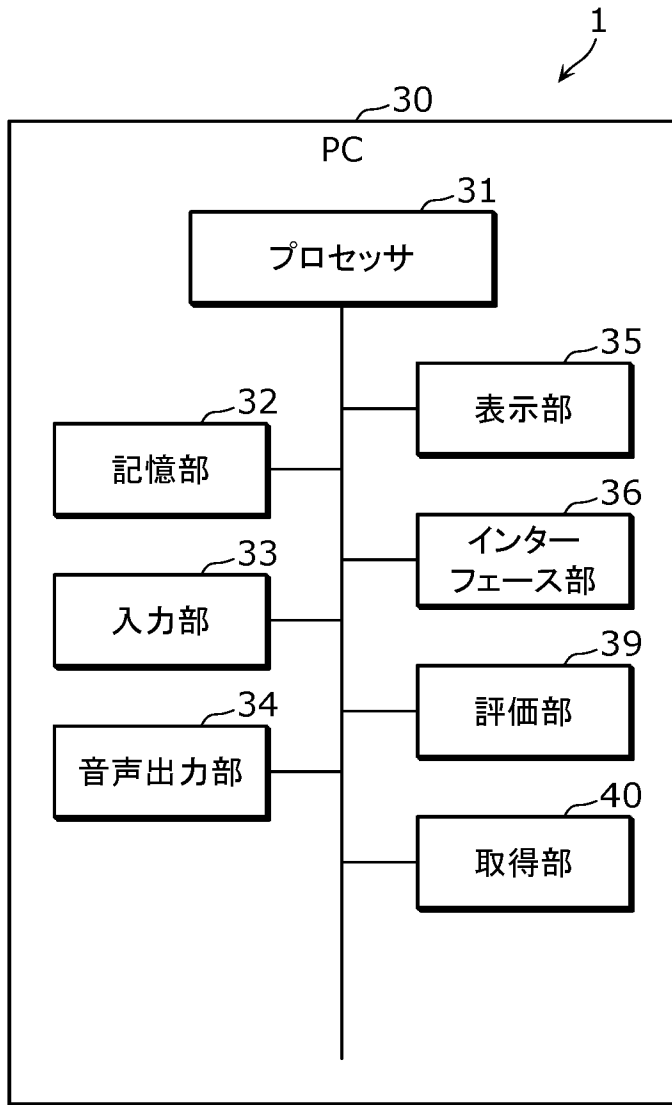 1
30
PC
31
プロセッサ
35
表示部
32
記憶部
36
インター
フェース部
33
入力部
39
評価部
34
音声出力部
40
取得部